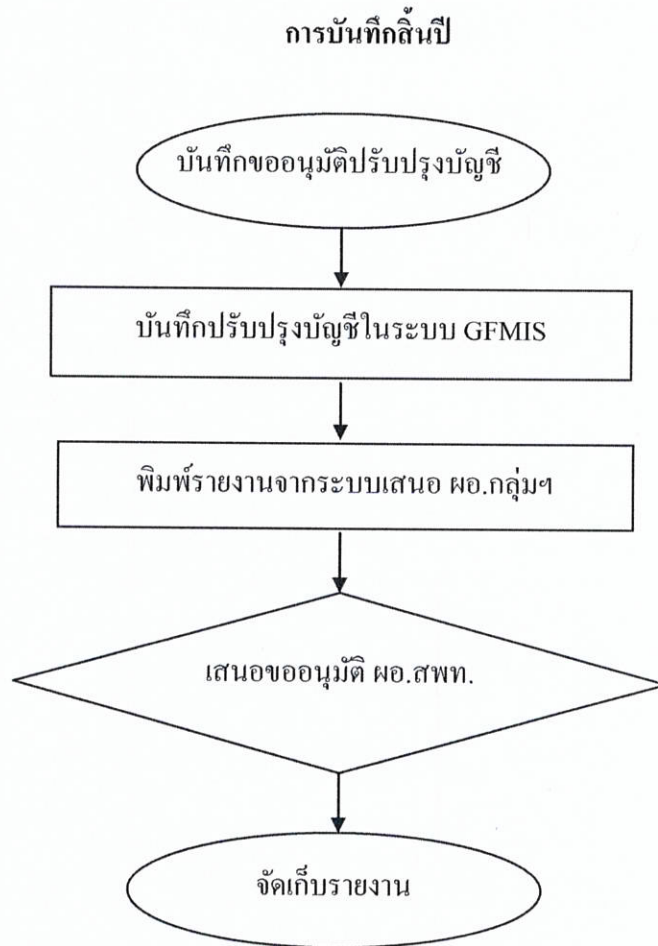 การบันทึกสิ้นปี
บันทึกขออนุมัติปรับปรุงบัญชี
บันทึกปรับปรุงบัญชีในระบบ GFMIS
พิมพ์รายงานจากระบบเสนอ ผอ.กลุ่มฯ
เสนอขออนุมัติ ผอ.สพท.
จัดเก็บรายงาน